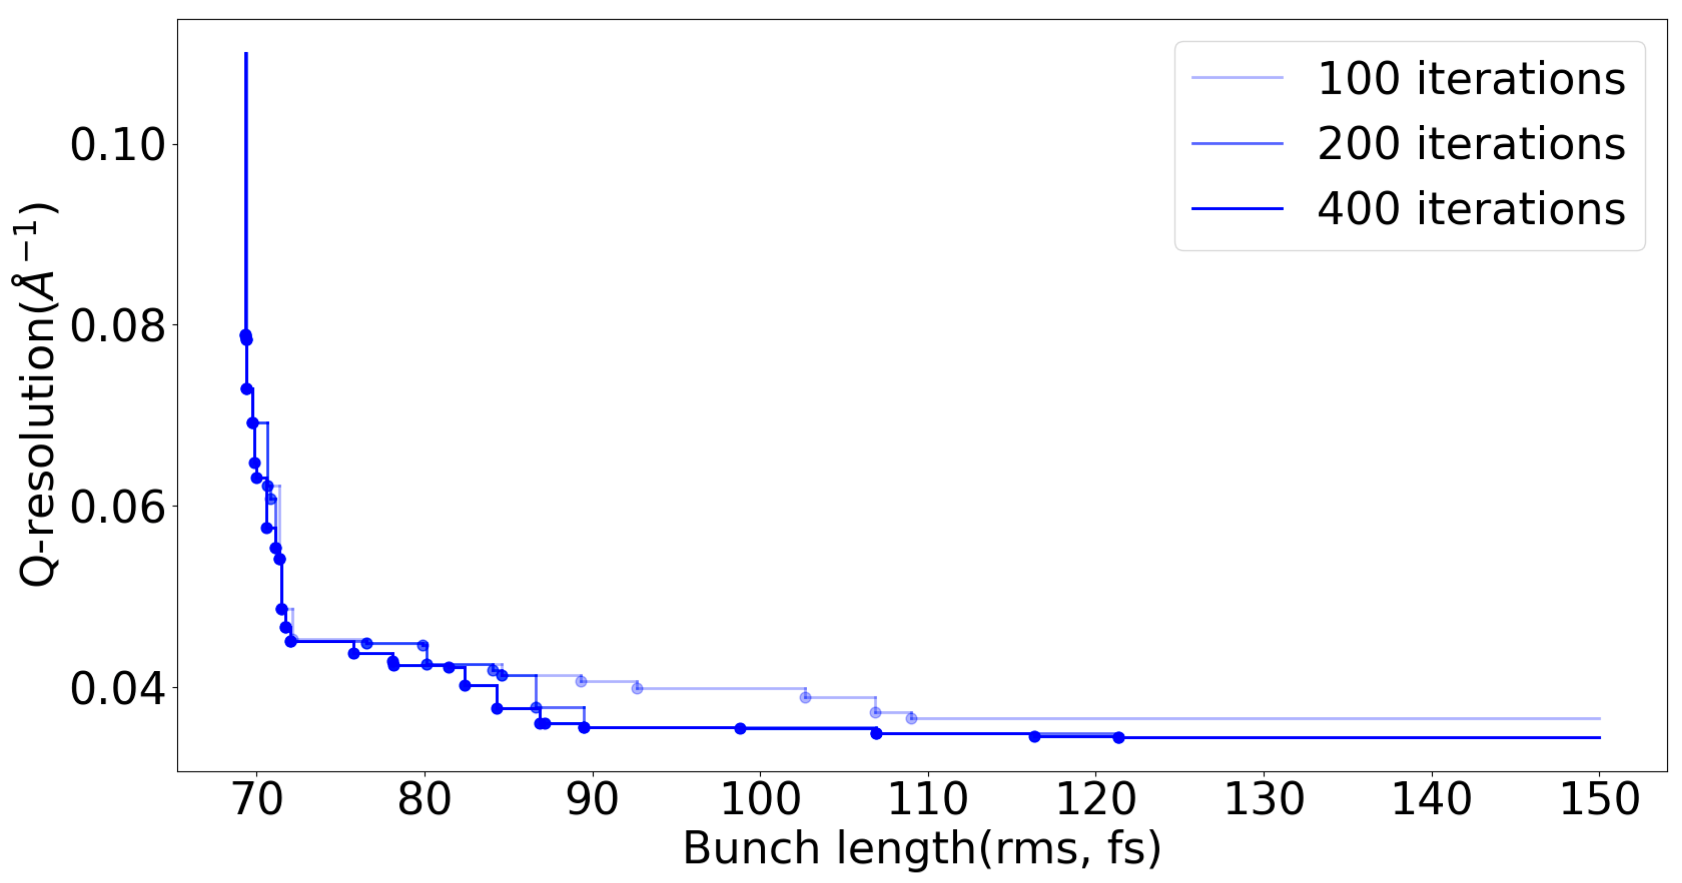 100 iterations
200 iterations
400 iterations
Q-resolution(Å⁻¹)
0.10
0.08
0.06
0.04
70 80 90 100 110 120 130 140 150
Bunch length(rms, fs)